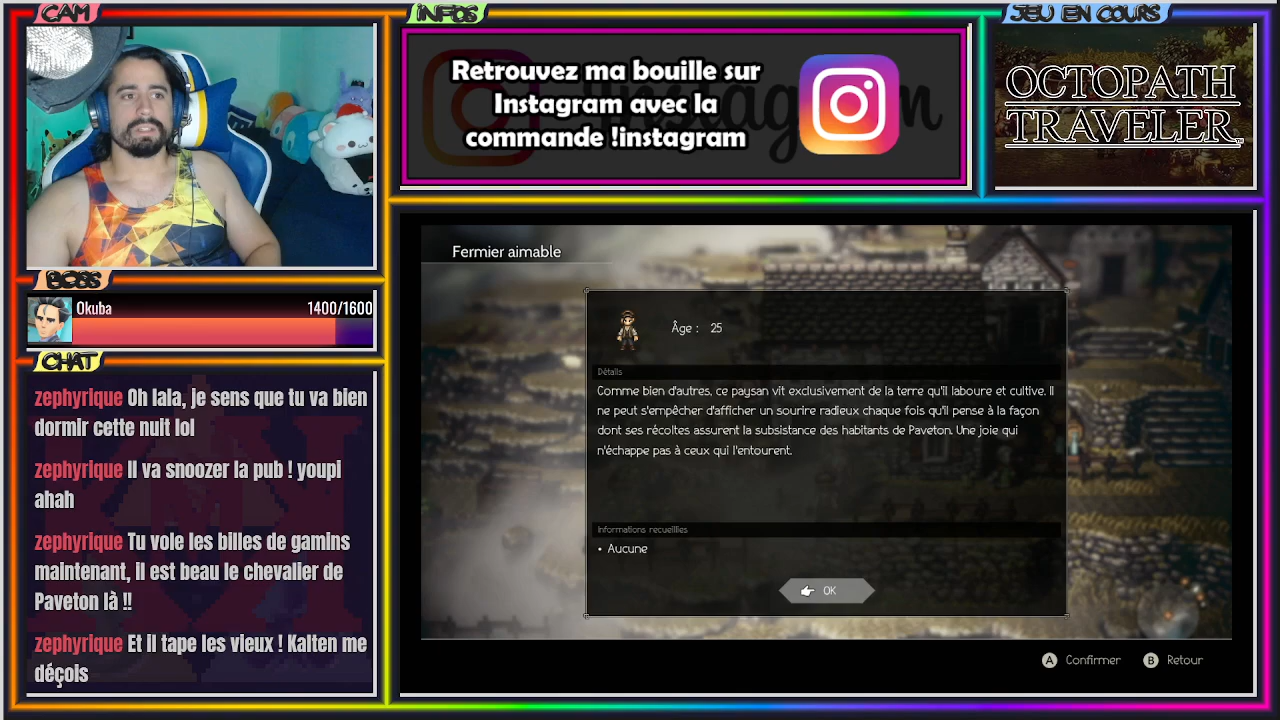 CAM
INFOS
JEU EN COURS
Retrouvez ma bouille sur
Instagram avec la
commande !instagram
OCTOPATH
TRAVELER
BOSS
Okuba 1400/1600
CHAT
zephyrique Oh lala, je sens que tu va bien
dormir cette nuit lol
zephyrique Il va snoozer la pub ! youpi
ahah
zephyrique Tu vole les billes de gamins
maintenant, il est beau le chevalier de
Paveton là !!
zephyrique Et il tape les vieux ! Kalten me
déçois
Fermier aimable
Âge : 25
Détails
Comme bien d'autres, ce paysan vit exclusivement de la terre qu'il laboure et cultive. Il
ne peut s'empêcher d'afficher un sourire radieux chaque fois qu'il pense à la façon
dont ses récoltes assurent la subsistance des habitants de Paveton. Une joie qui
n'échappe pas à ceux qui l'entourent.
Informations recueillies
• Aucune
OK
A Confirmer B Retour